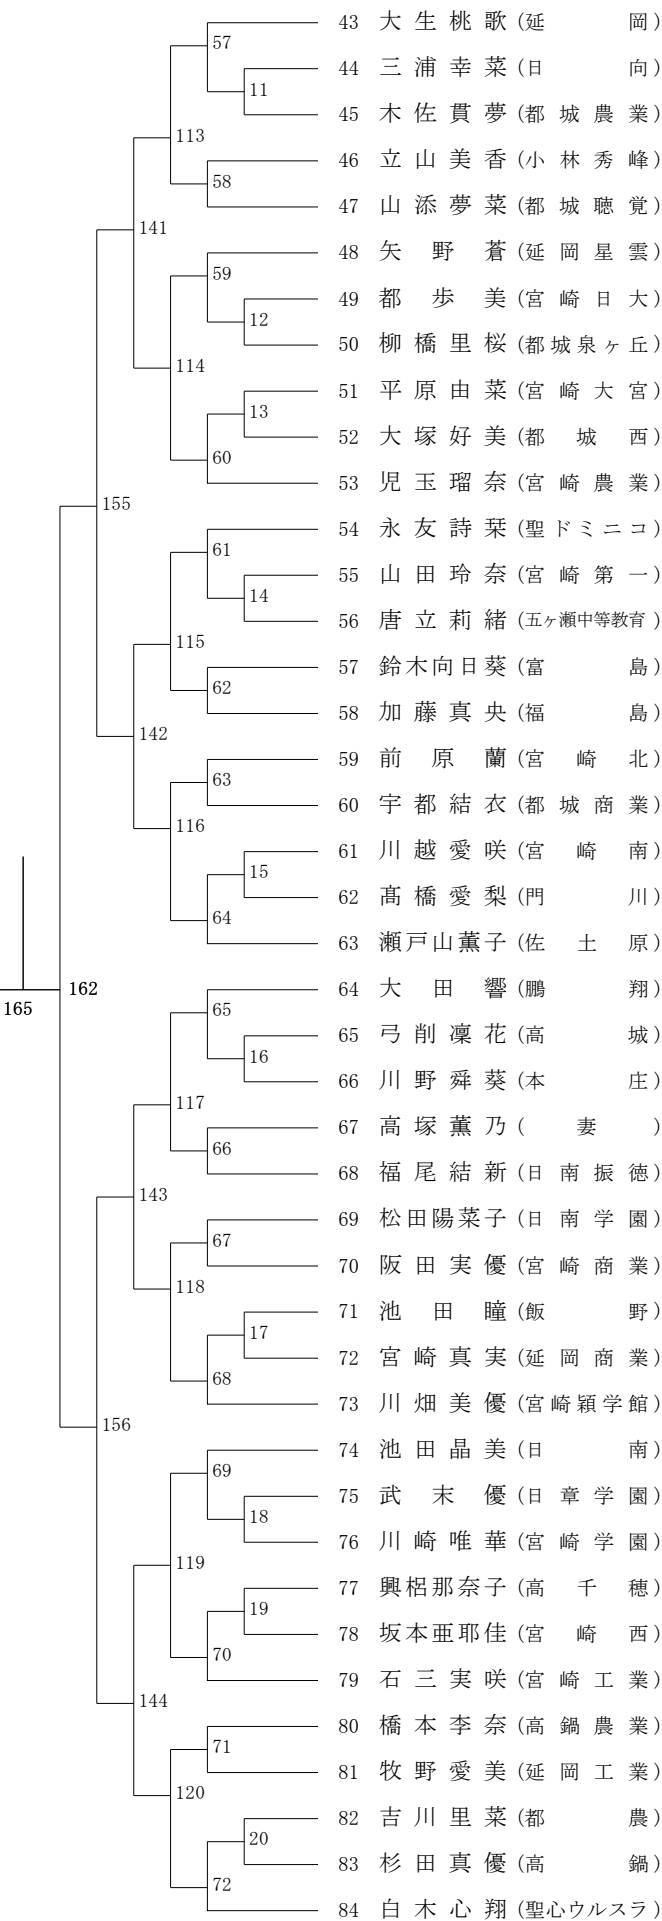 43 大生桃歌 (延岡)
57
44 三浦幸菜 (日向)
11
45 木佐貫夢 (都城農業)
113
46 立山美香 (小林秀峰)
58
47 山添夢菜 (都城聴覚)
141
48 矢野蒼 (延岡星雲)
59
49 都歩美 (宮崎日大)
12
50 柳橋里桜 (都城泉ヶ丘)
114
51 平原由菜 (宮崎大宮)
13
52 大塚好美 (都城西)
60
53 児玉瑠奈 (宮崎農業)
155
54 永友詩栞 (聖ドミニコ)
61
55 山田玲奈 (宮崎第一)
14
56 唐立莉緒 (五ヶ瀬中等教育)
115
57 鈴木向日葵 (富島)
62
58 加藤真央 (福島)
142
59 前原蘭 (宮崎北)
63
60 宇都結衣 (都城商業)
116
61 川越愛咲 (宮崎南)
15
62 髙橋愛梨 (門川)
64
63 瀬戸山薫子 (佐土原)
162
165
64 大田響 (鵬翔)
65
65 弓削凜花 (高城)
16
66 川野舜葵 (本庄)
117
67 高塚薫乃 (妻)
66
68 福尾結新 (日南振徳)
143
69 松田陽菜子 (日南学園)
67
70 阪田実優 (宮崎商業)
118
71 池田瞳 (飯野)
17
72 宮崎真実 (延岡商業)
68
73 川畑美優 (宮崎穎学館)
156
74 池田晶美 (日南)
69
75 武末優 (日章学園)
18
76 川崎唯華 (宮崎学園)
119
77 興梠那奈子 (高千穂)
19
78 坂本亜耶佳 (宮崎西)
70
79 石三実咲 (宮崎工業)
144
80 橋本李奈 (高鍋農業)
71
81 牧野愛美 (延岡工業)
120
82 吉川里菜 (都農)
20
83 杉田真優 (高鍋)
72
84 白木心翔 (聖心ウルスラ)